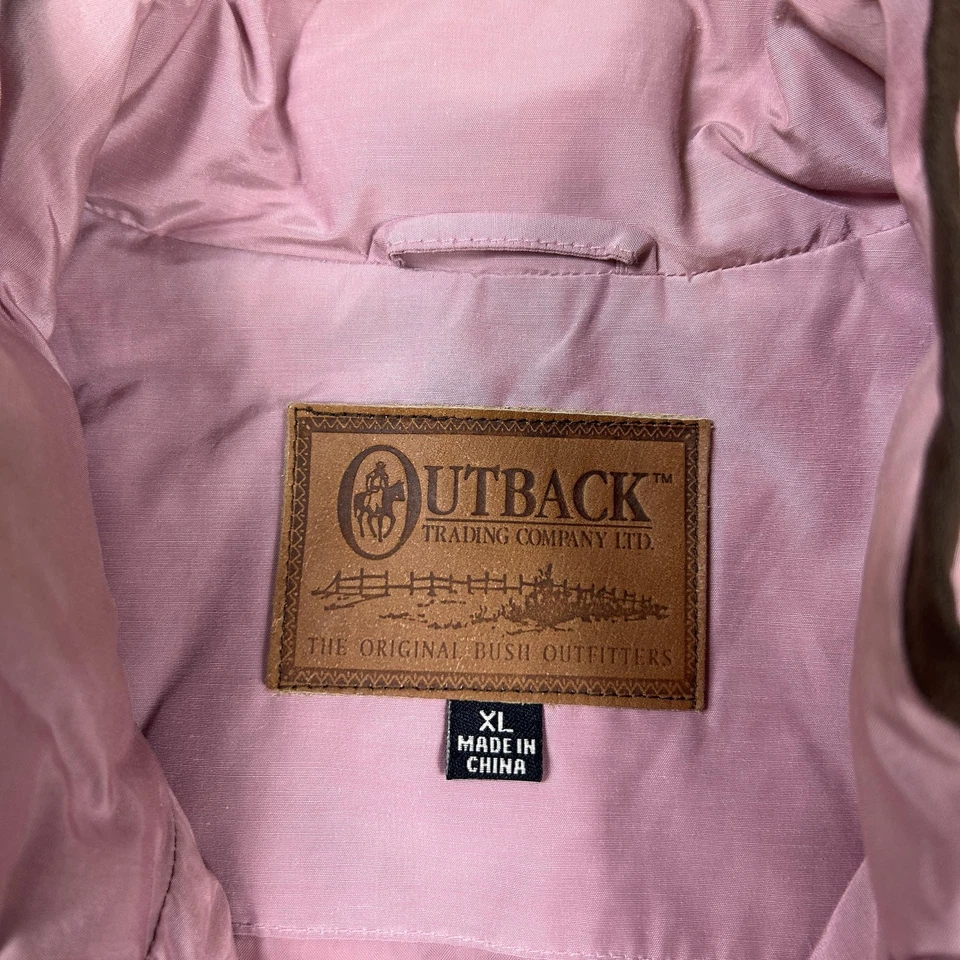 OUTBACK™
TRADING COMPANY LTD.
THE ORIGINAL BUSH OUTFITTERS
XL
MADE IN
CHINA